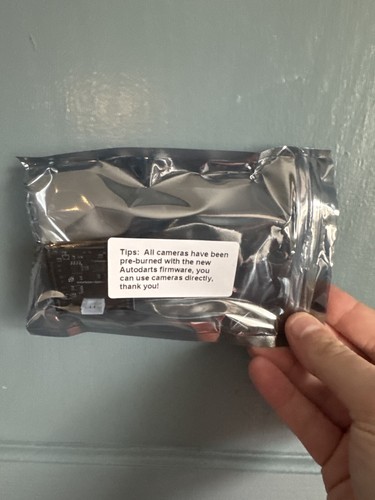 Tips: All cameras have been
pre-burned with the new
Autodarts firmware, you
can use cameras directly,
thank you!